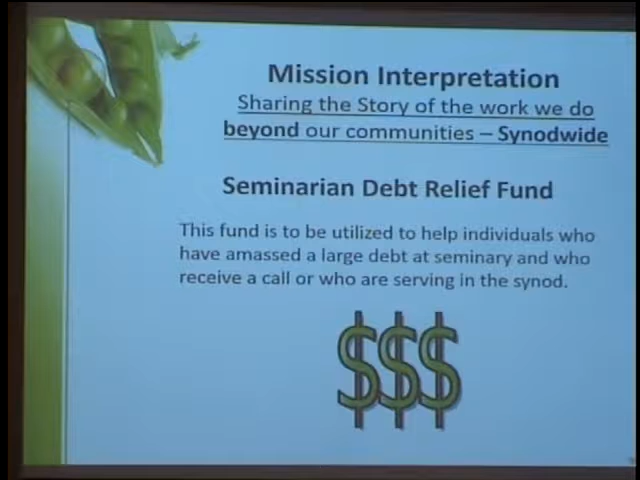 Mission Interpretation
Sharing the Story of the work we do
beyond our communities – Synodwide
Seminarian Debt Relief Fund
This fund is to be utilized to help individuals who
have amassed a large debt at seminary and who
receive a call or who are serving in the synod.
$$$